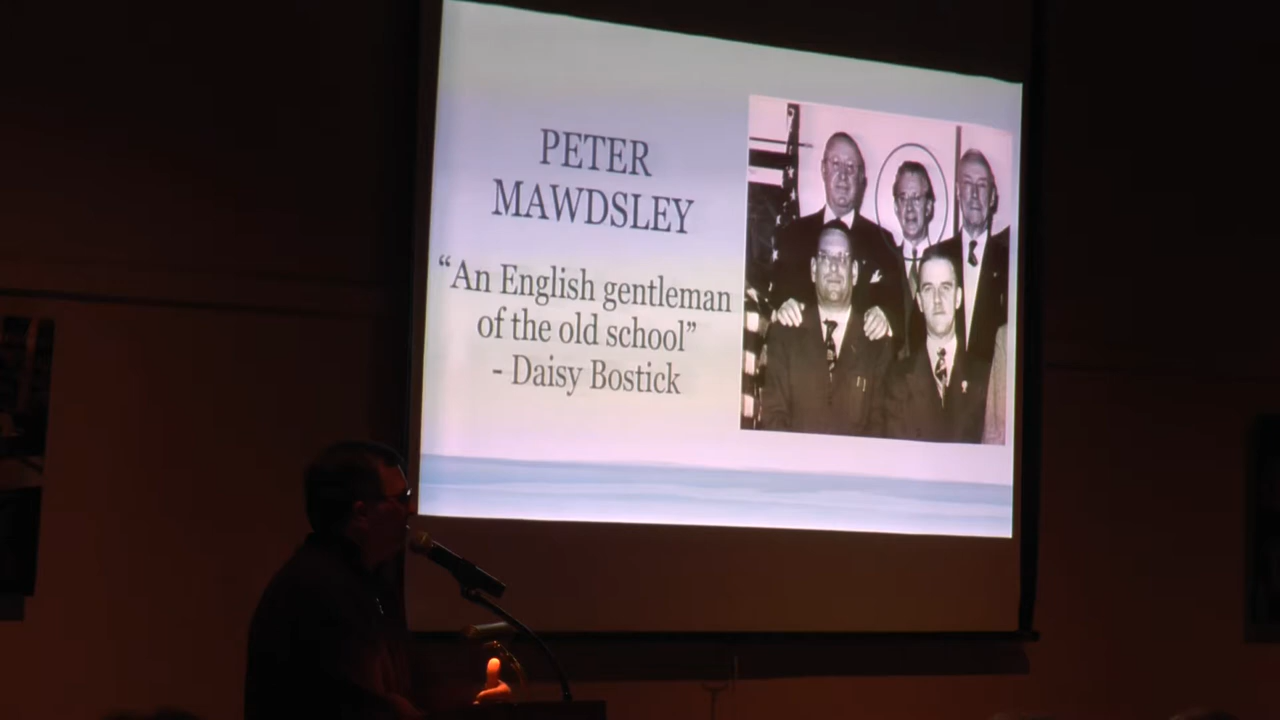 PETER
MAWDSLEY
“An English gentleman
of the old school”
- Daisy Bostick